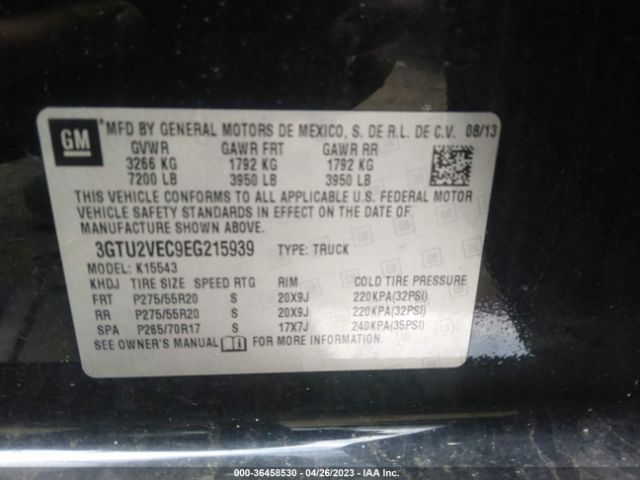 GM
*MFD BY GENERAL MOTORS DE MEXICO, S. DE R.L. DE C.V. 08/13
GVWR GAWR FRT GAWR RR
3266 KG 1792 KG 1792 KG
7200 LB 3950 LB 3950 LB
THIS VEHICLE CONFORMS TO ALL APPLICABLE U.S. FEDERAL MOTOR
VEHICLE SAFETY STANDARDS IN EFFECT ON THE DATE OF
MANUFACTURE SHOWN ABOVE.
3GTU2VEC9EG215939 TYPE: TRUCK
MODEL: K15543
KHDJ TIRE SIZE SPEED RTG RIM COLD TIRE PRESSURE
FRT P275/55R20 S 20X9J 220KPA(32PSI)
RR P275/55R20 S 20X9J 220KPA(32PSI)
SPA P265/70R17 S 17X7J 240KPA(35PSI)
SEE OWNER'S MANUAL FOR MORE INFORMATION.
000-36458530 - 04/26/2023 - IAA Inc.